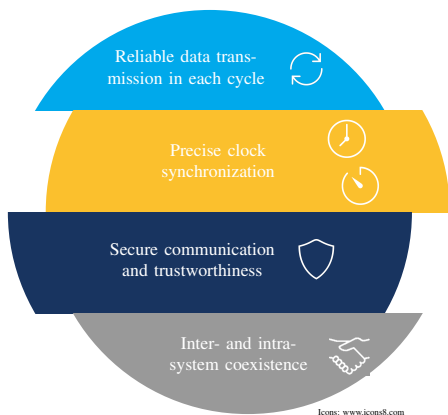 Reliable data trans-
mission in each cycle
Precise clock
synchronization
Secure communication
and trustworthiness
Inter- and intra-
system coexistence
Icons: www.icons8.com